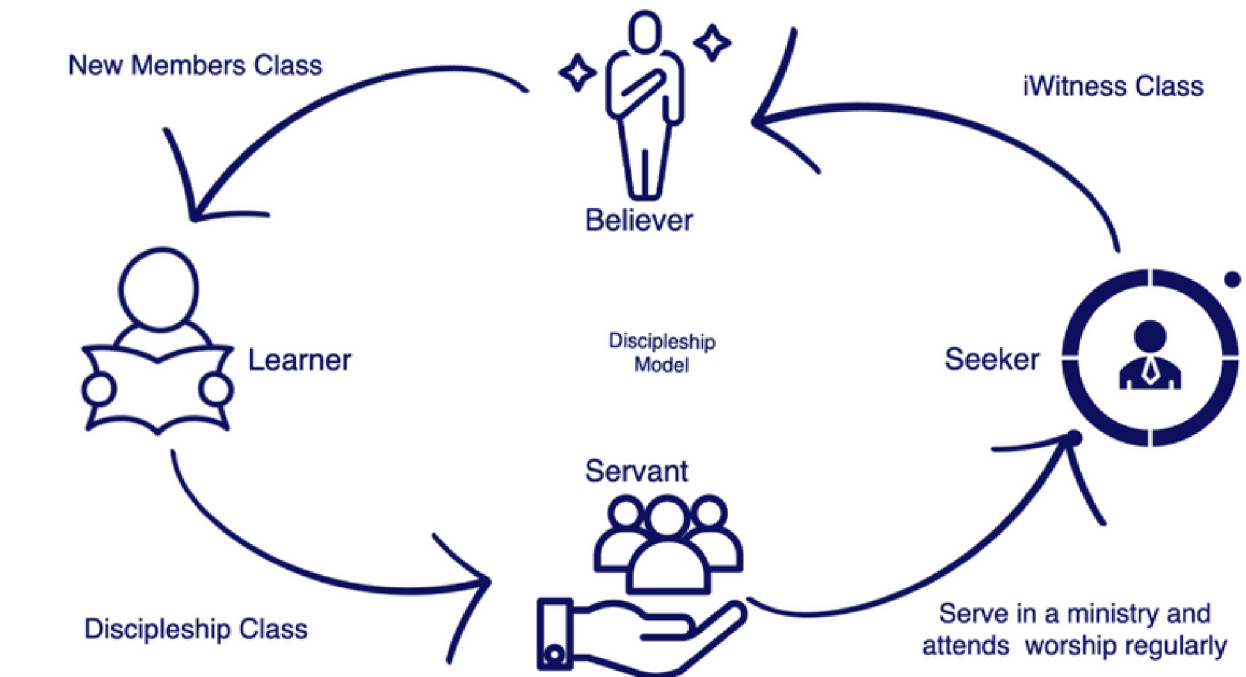 New Members Class
iWitness Class
Believer
Learner
Discipleship
Model
Seeker
Servant
Discipleship Class
Serve in a ministry and
attends worship regularly